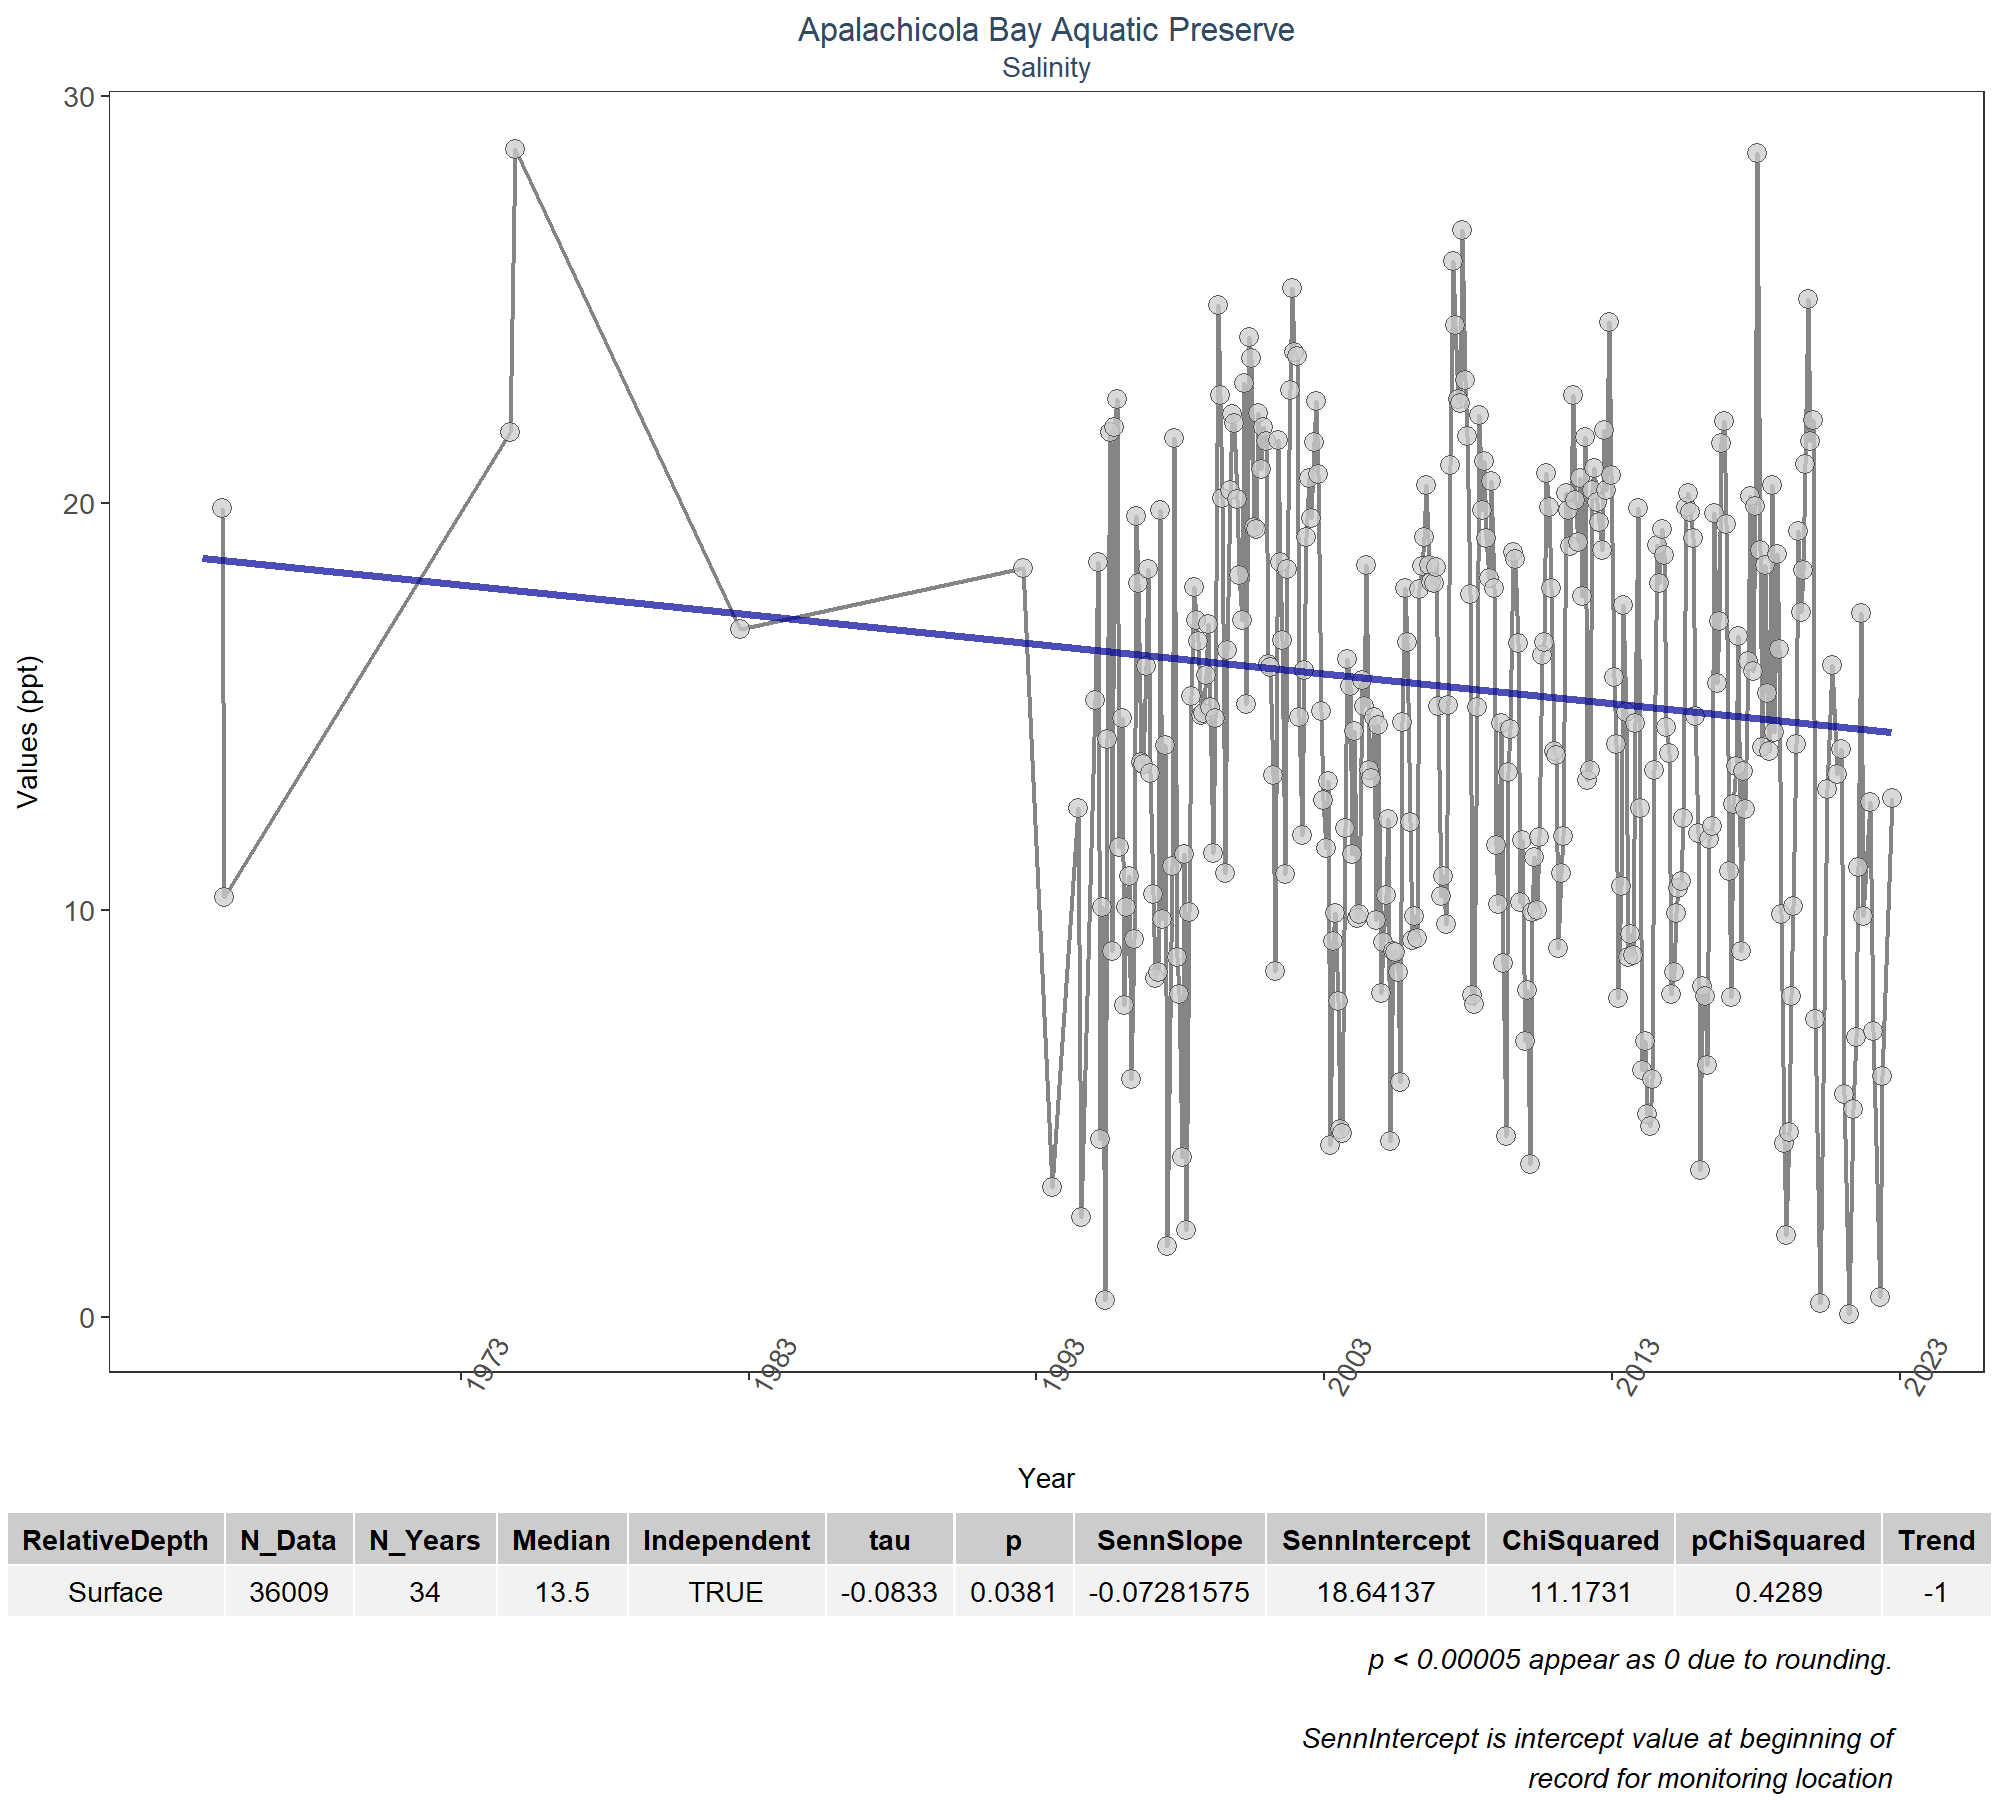 Apalachicola Bay Aquatic Preserve
Salinity
30
20
10
0
Values (ppt)
1973 1983 1993 2003 2013 2023
Year
RelativeDepth N_Data N_Years Median Independent tau p SennSlope SennIntercept ChiSquared pChiSquared Trend
Surface 36009 34 13.5 TRUE -0.0833 0.0381 -0.07281575 18.64137 11.1731 0.4289 -1
p < 0.00005 appear as 0 due to rounding.
SennIntercept is intercept value at beginning of
record for monitoring location